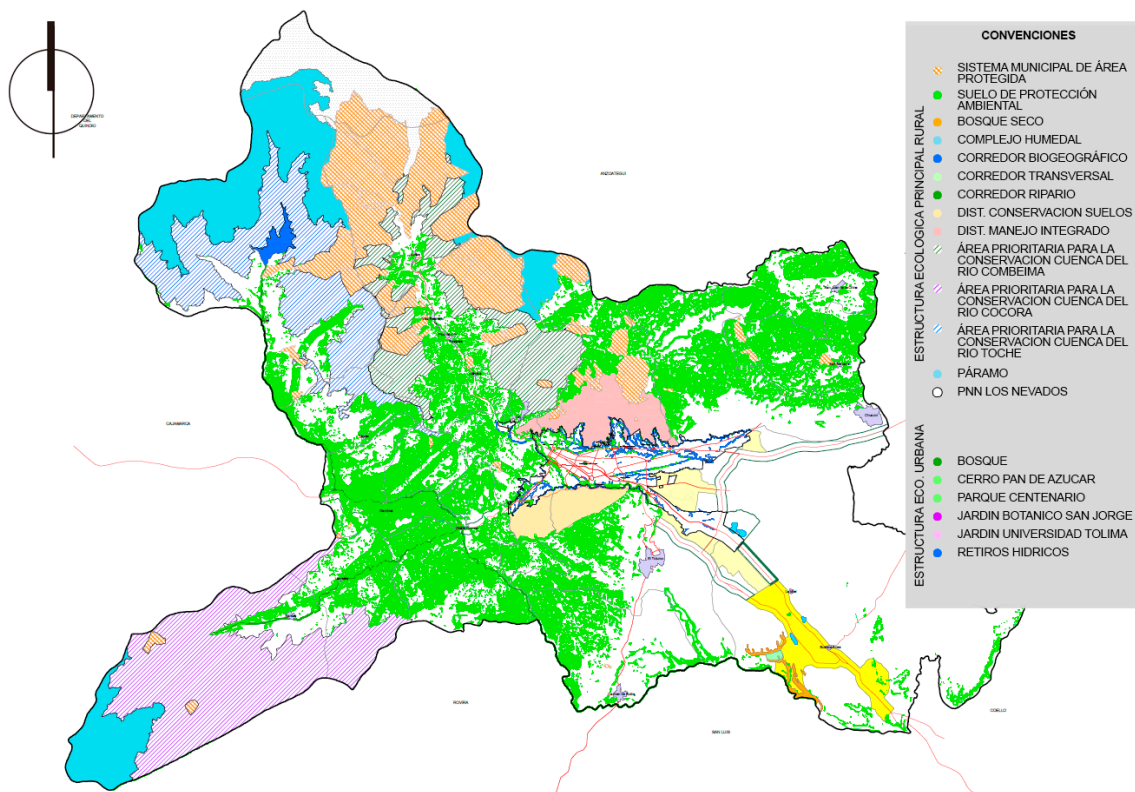 CONVENCIONES
ESTRUCTURA ECOLOGICA PRINCIPAL RURAL
SISTEMA MUNICIPAL DE ÁREA
PROTEGIDA
SUELO DE PROTECCIÓN
AMBIENTAL
BOSQUE SECO
COMPLEJO HUMEDAL
CORREDOR BIOGEOGRÁFICO
CORREDOR TRANSVERSAL
CORREDOR RIPARIO
DIST. CONSERVACION SUELOS
DIST. MANEJO INTEGRADO
ÁREA PRIORITARIA PARA LA
CONSERVACION CUENCA DEL
RIO COMBEIMA
ÁREA PRIORITARIA PARA LA
CONSERVACION CUENCA DEL
RIO COCORA
ÁREA PRIORITARIA PARA LA
CONSERVACION CUENCA DEL
RIO TOCHE
PÁRAMO
PNN LOS NEVADOS
ESTRUCTURA ECO. URBANA
BOSQUE
CERRO PAN DE AZUCAR
PARQUE CENTENARIO
JARDIN BOTANICO SAN JORGE
JARDIN UNIVERSIDAD TOLIMA
RETIROS HIDRICOS
DEPARTAMENTO
DEL
QUINDIO
ANZOATEGUI
CAJAMARCA
ROVIRA
SAN LUIS
COELLO